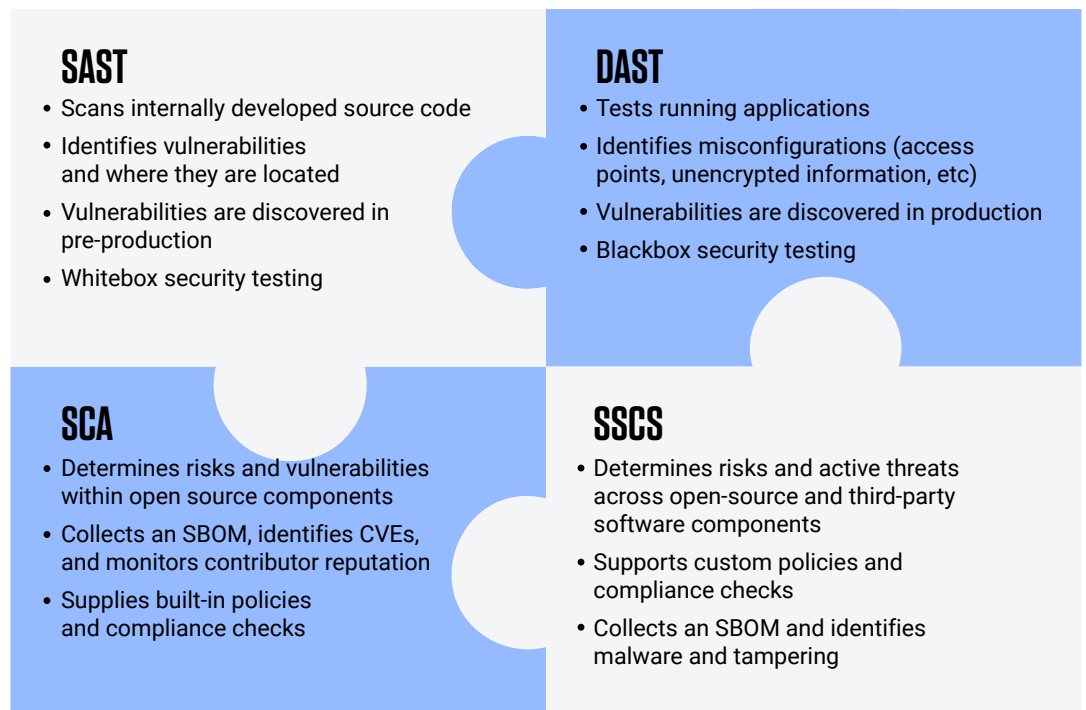 SAST
• Scans internally developed source code
• Identifies vulnerabilities
and where they are located
• Vulnerabilities are discovered in
pre-production
• Whitebox security testing
DAST
• Tests running applications
• Identifies misconfigurations (access
points, unencrypted information, etc)
• Vulnerabilities are discovered in production
• Blackbox security testing
SCA
• Determines risks and vulnerabilities
within open source components
• Collects an SBOM, identifies CVEs,
and monitors contributor reputation
• Supplies built-in policies
and compliance checks
SSCS
• Determines risks and active threats
across open-source and third-party
software components
• Supports custom policies and
compliance checks
• Collects an SBOM and identifies
malware and tampering